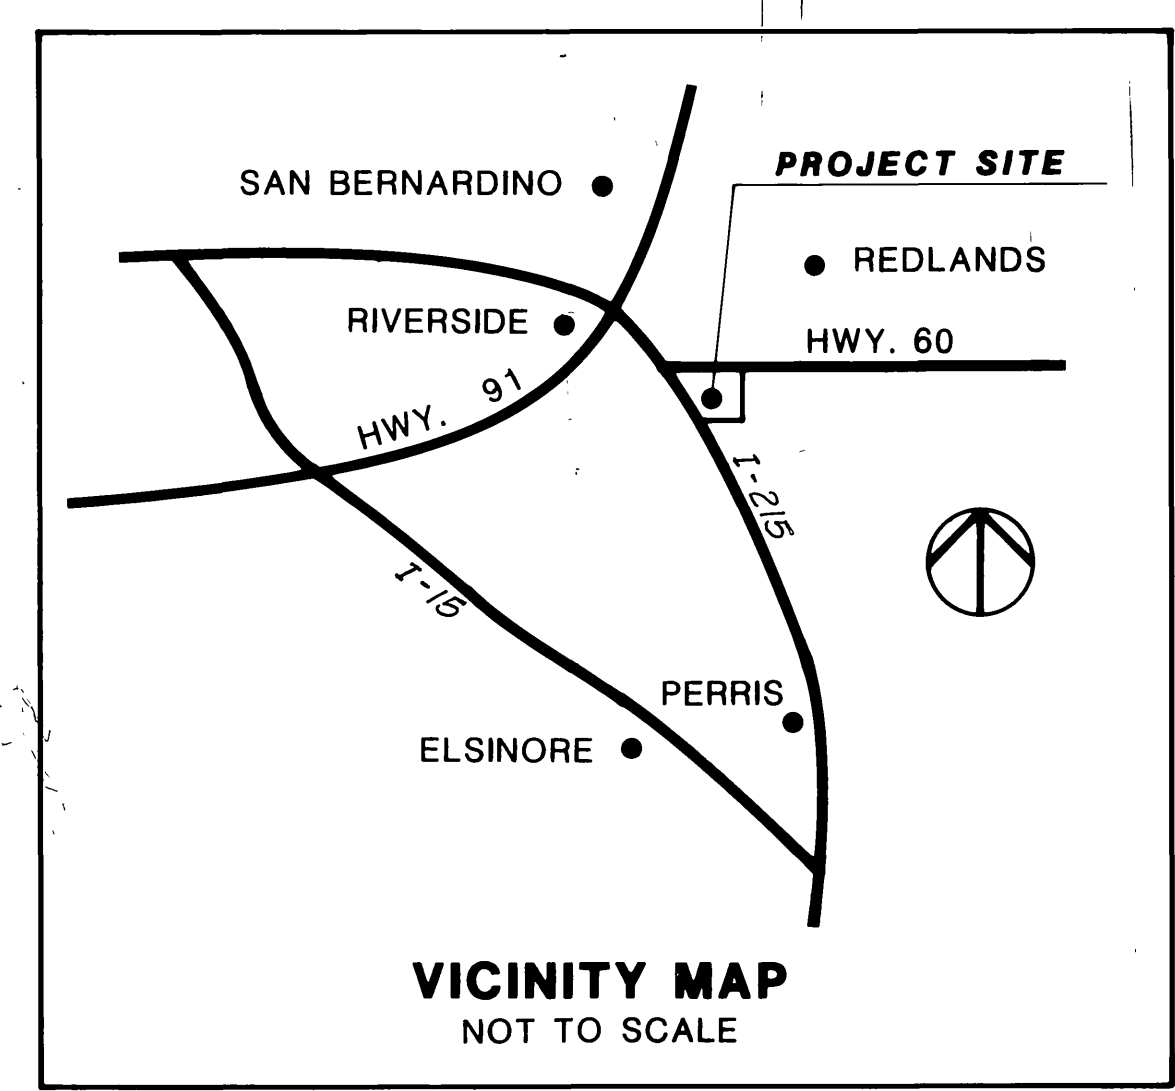 PROJECT SITE
SAN BERNARDINO
REDLANDS
RIVERSIDE
HWY. 60
HWY. 91
I-215
I-15
PERRIS
ELSINORE
VICINITY MAP
NOT TO SCALE